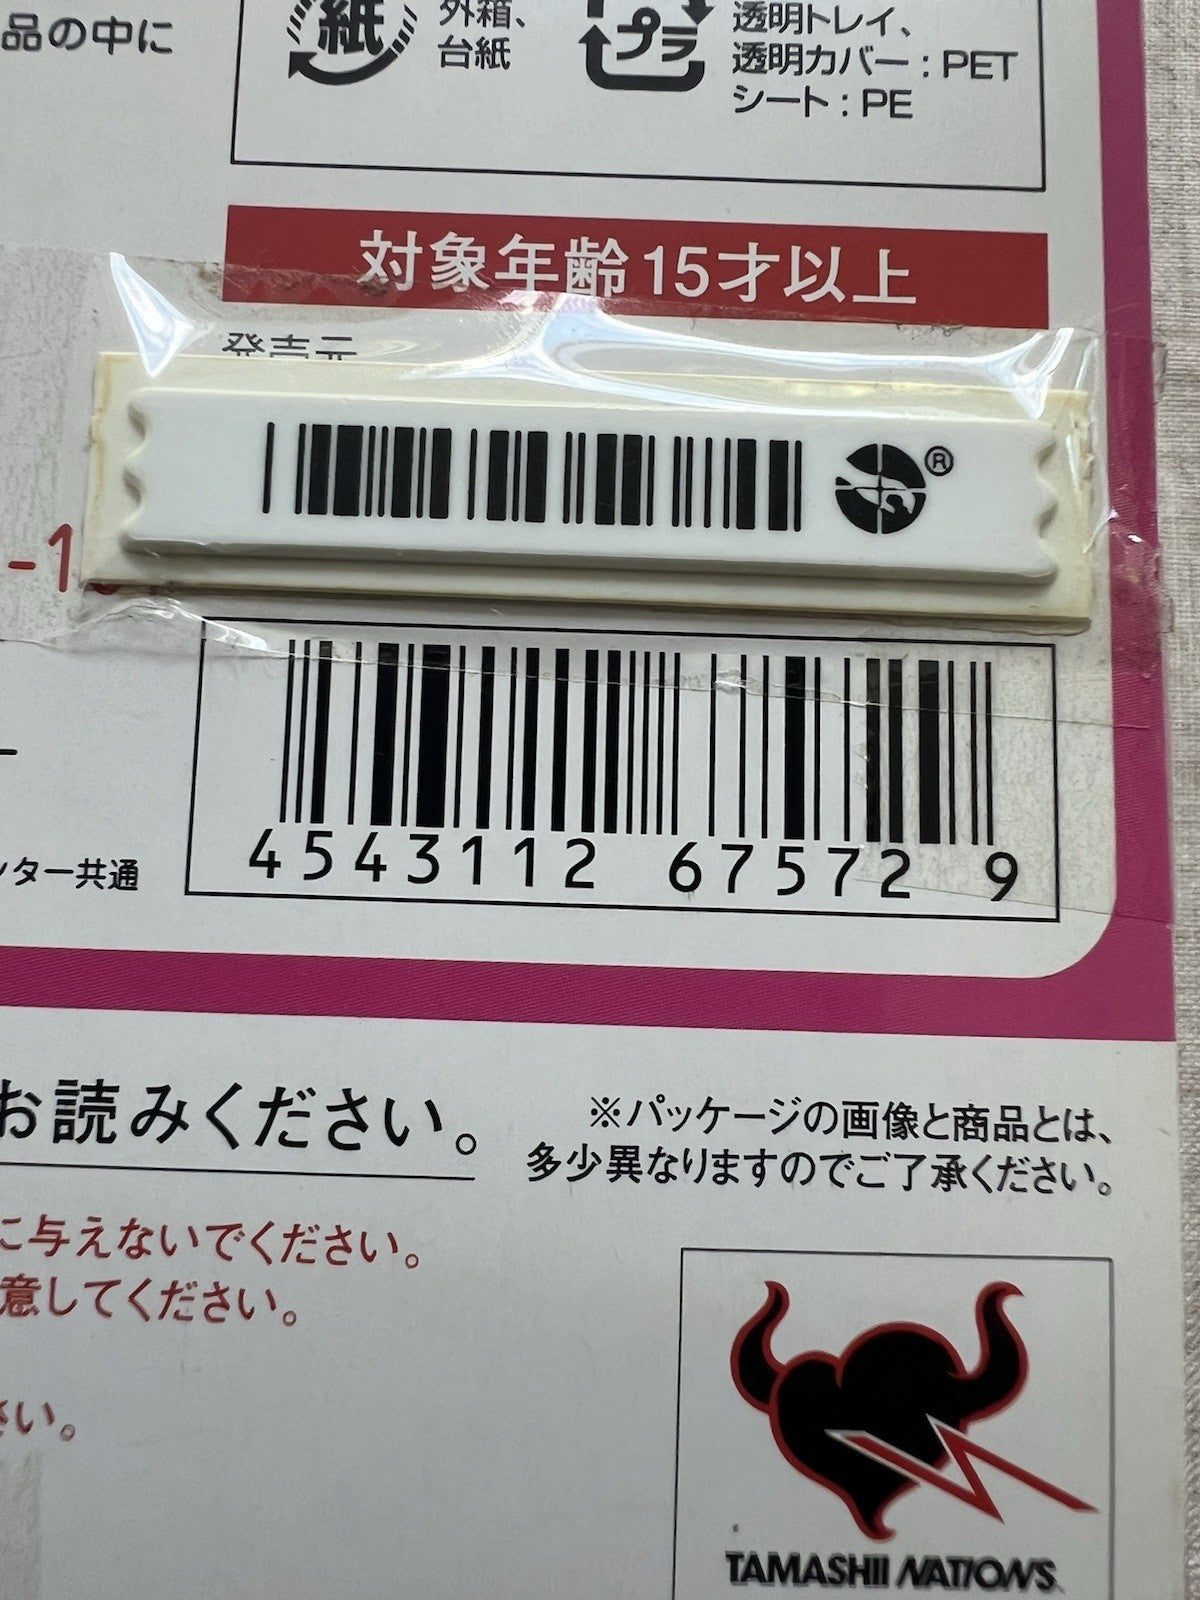 品の中に
紙
外箱、
台紙
プラ
透明トレイ、
透明カバー：PET
シート：PE
対象年齢15才以上
発売元
®
-1
ンター共通
4543112 67572 9
お読みください。
※パッケージの画像と商品とは、
多少異なりますのでご了承ください。
に与えないでください。
意してください。
さい。
TAMASHII NATIONS